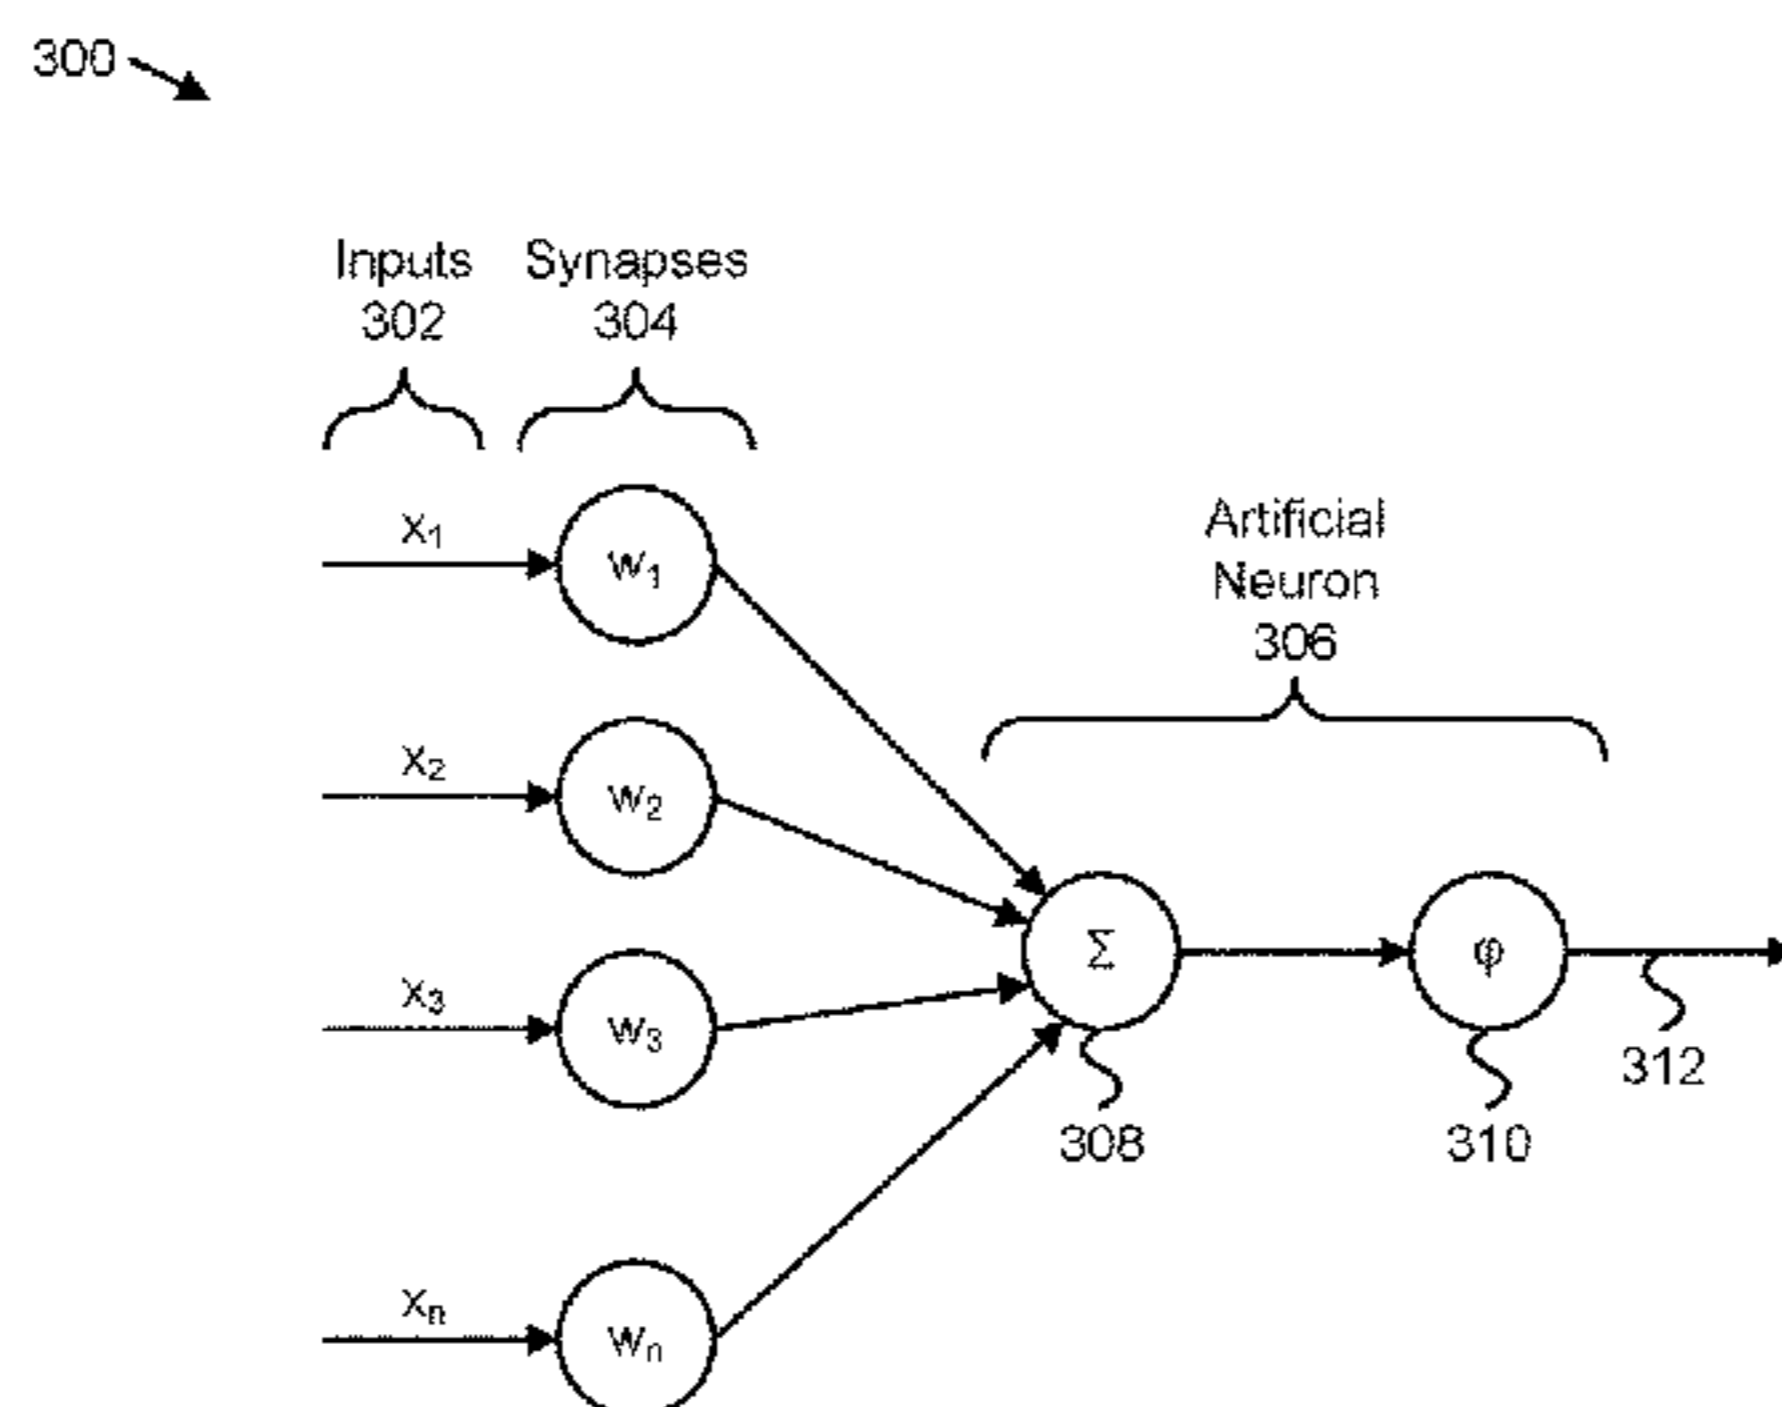 300
Inputs
302
Synapses
304
x₁
w₁
Artificial
Neuron
306
x₂
w₂
Σ
φ
x₃
w₃
312
308
310
xₙ
wₙ